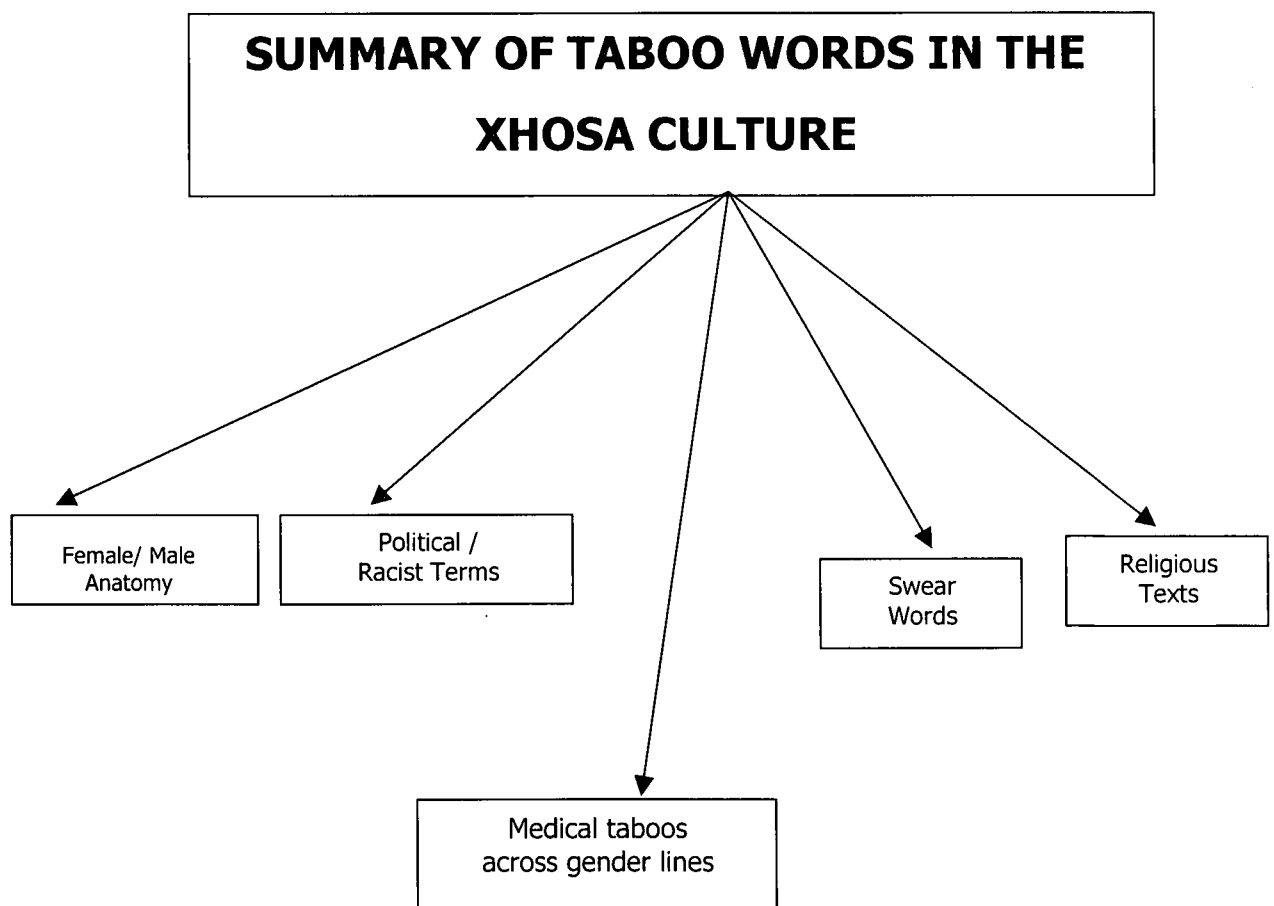 SUMMARY OF TABOO WORDS IN THE
XHOSA CULTURE
Female/ Male
Anatomy
Political /
Racist Terms
Swear
Words
Religious
Texts
Medical taboos
across gender lines